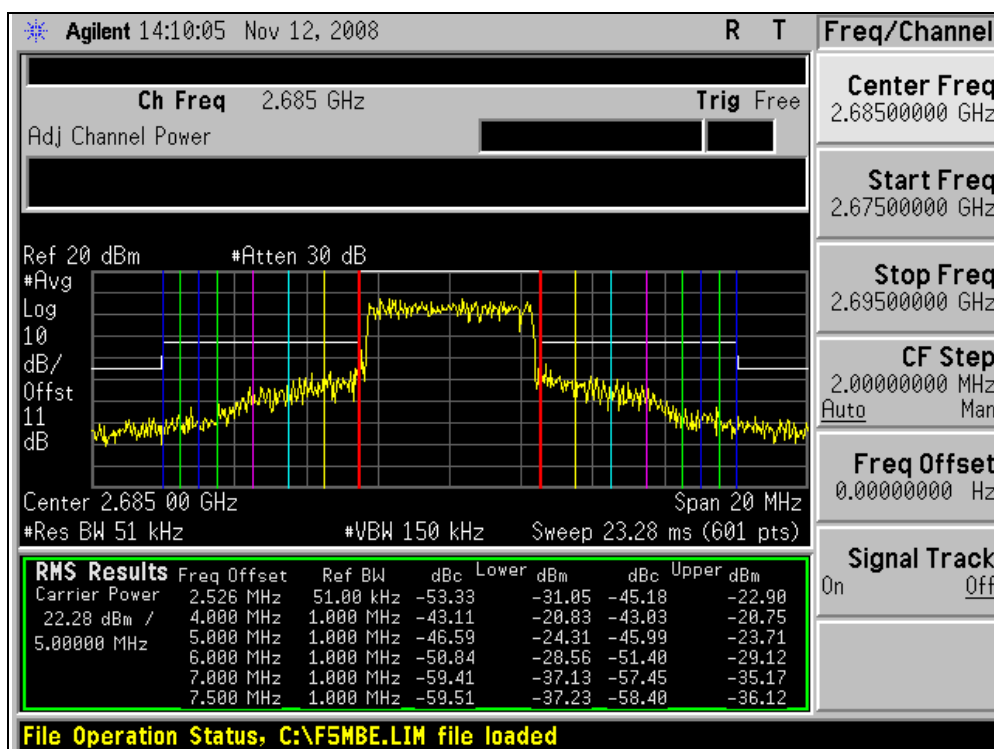 Agilent 14:10:05 Nov 12, 2008 R T
Freq/Channel
Ch Freq 2.685 GHz Trig Free
Adj Channel Power
Center Freq
2.68500000 GHz
Start Freq
2.67500000 GHz
Stop Freq
2.69500000 GHz
CF Step
2.00000000 MHz
Auto Man
Freq Offset
0.00000000 Hz
Signal Track
On Off
Ref 20 dBm #Atten 30 dB
#Avg
Log
10
dB/
Offst
11
dB
Center 2.685 00 GHz Span 20 MHz
#Res BW 51 kHz #VBW 150 kHz Sweep 23.28 ms (601 pts)
RMS Results Freq Offset Ref BW dBc Lower dBm dBc Upper dBm
Carrier Power 2.526 MHz 51.00 kHz -53.33 -31.05 -45.18 -22.90
22.28 dBm / 4.000 MHz 1.000 MHz -43.11 -20.83 -43.03 -20.75
5.00000 MHz 5.000 MHz 1.000 MHz -46.59 -24.31 -45.99 -23.71
6.000 MHz 1.000 MHz -50.84 -28.56 -51.40 -29.12
7.000 MHz 1.000 MHz -59.41 -37.13 -57.45 -35.17
7.500 MHz 1.000 MHz -59.51 -37.23 -58.40 -36.12
File Operation Status, C:\F5MBE.LIM file loaded